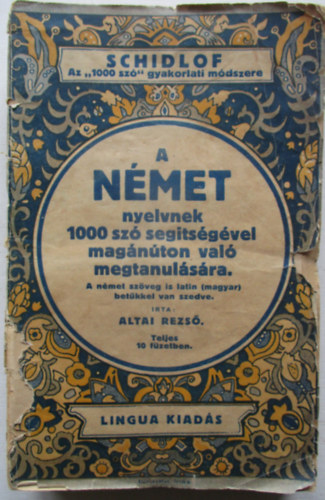 SCHIDLOF
Az „1000 szó" gyakorlati módszere
A
NÉMET
nyelvnek
1000 szó segitségével
magánúton való
megtanulására.
A német szöveg is latin (magyar)
betűkkel van szedve.
IRTA:
ALTAI REZSŐ.
Teljes
10 füzetben.
LINGUA KIADÁS